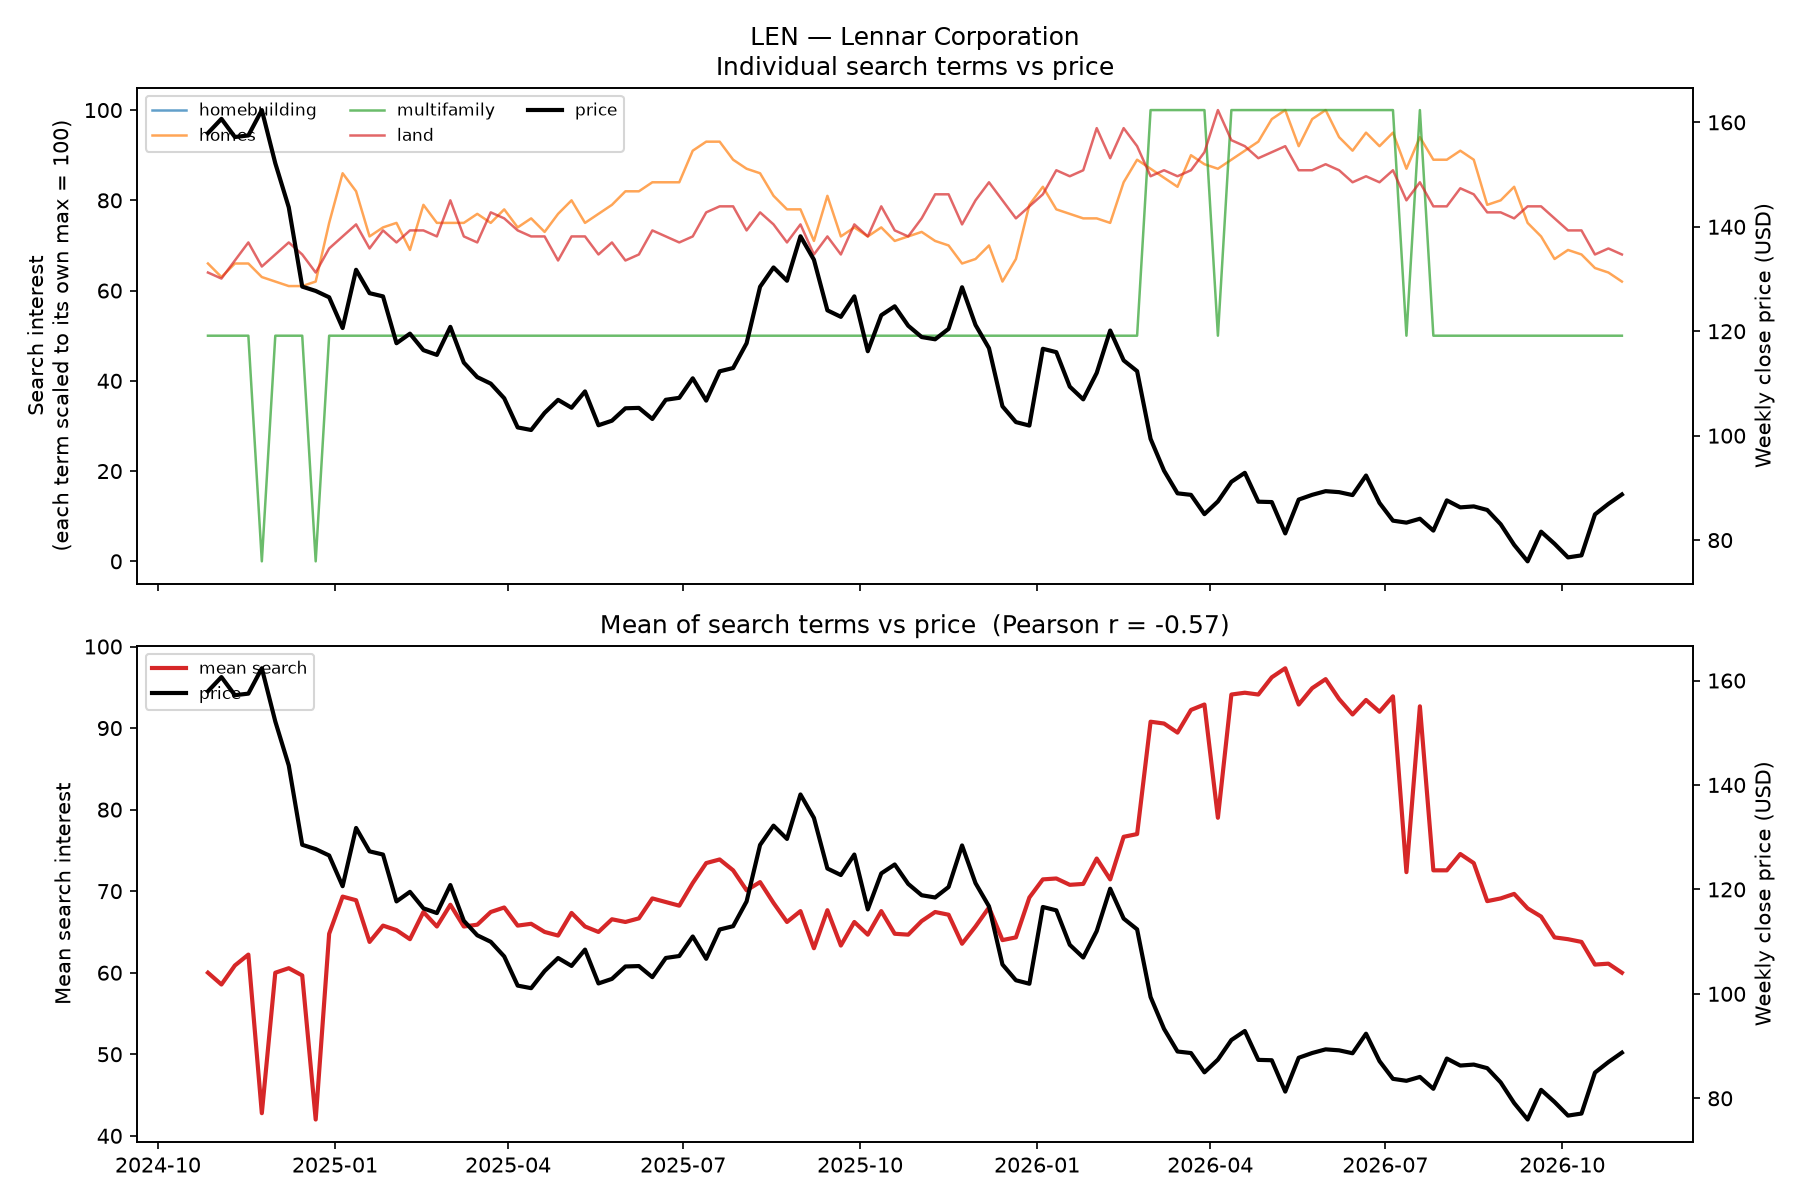 LEN — Lennar Corporation
Individual search terms vs price
homebuilding
homes
multifamily
land
price
Search interest
(each term scaled to its own max = 100)
100
80
60
40
20
0
Weekly close price (USD)
160
140
120
100
80
Mean of search terms vs price  (Pearson r = -0.57)
mean search
price
Mean search interest
100
90
80
70
60
50
40
Weekly close price (USD)
160
140
120
100
80
2024-10
2025-01
2025-04
2025-07
2025-10
2026-01
2026-04
2026-07
2026-10